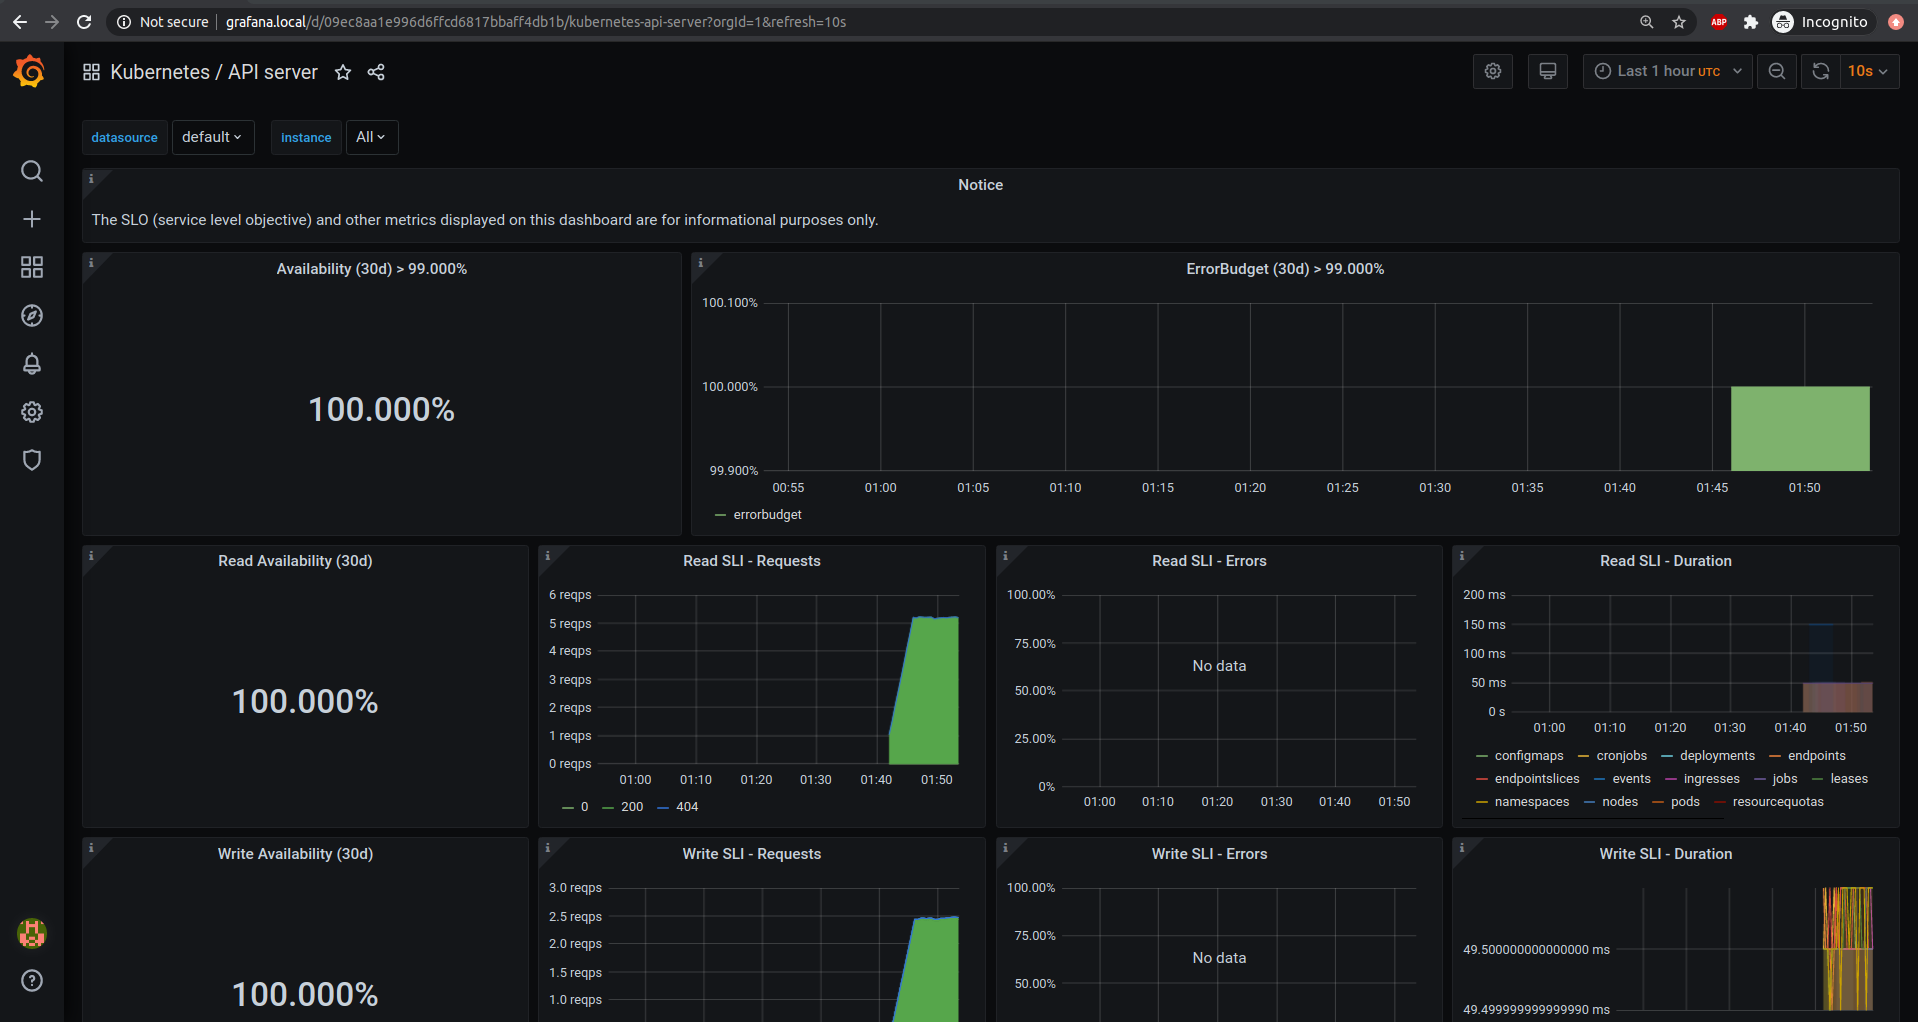 Not secure | grafana.local/d/09ec8aa1e996d6ffcd6817bbaff4db1b/kubernetes-api-server?orgId=1&refresh=10s
ABP
Incognito
Kubernetes / API server
Last 1 hour UTC
10s
datasource default
instance All
Notice
The SLO (service level objective) and other metrics displayed on this dashboard are for informational purposes only.
Availability (30d) > 99.000%
100.000%
ErrorBudget (30d) > 99.000%
100.100%
100.000%
99.900%
00:55 01:00 01:05 01:10 01:15 01:20 01:25 01:30 01:35 01:40 01:45 01:50
errorbudget
Read Availability (30d)
100.000%
Read SLI - Requests
6 reqps
5 reqps
4 reqps
3 reqps
2 reqps
1 reqps
0 reqps
01:00 01:10 01:20 01:30 01:40 01:50
0 200 404
Read SLI - Errors
100.00%
75.00%
No data
50.00%
25.00%
0%
01:00 01:10 01:20 01:30 01:40 01:50
Read SLI - Duration
200 ms
150 ms
100 ms
50 ms
0 s
01:00 01:10 01:20 01:30 01:40 01:50
configmaps cronjobs deployments endpoints
endpointslices events ingresses jobs leases
namespaces nodes pods resourcequotas
Write Availability (30d)
100.000%
Write SLI - Requests
3.0 reqps
2.5 reqps
2.0 reqps
1.5 reqps
1.0 reqps
Write SLI - Errors
100.00%
75.00%
No data
50.00%
Write SLI - Duration
49.500000000000000 ms
49.499999999999990 ms